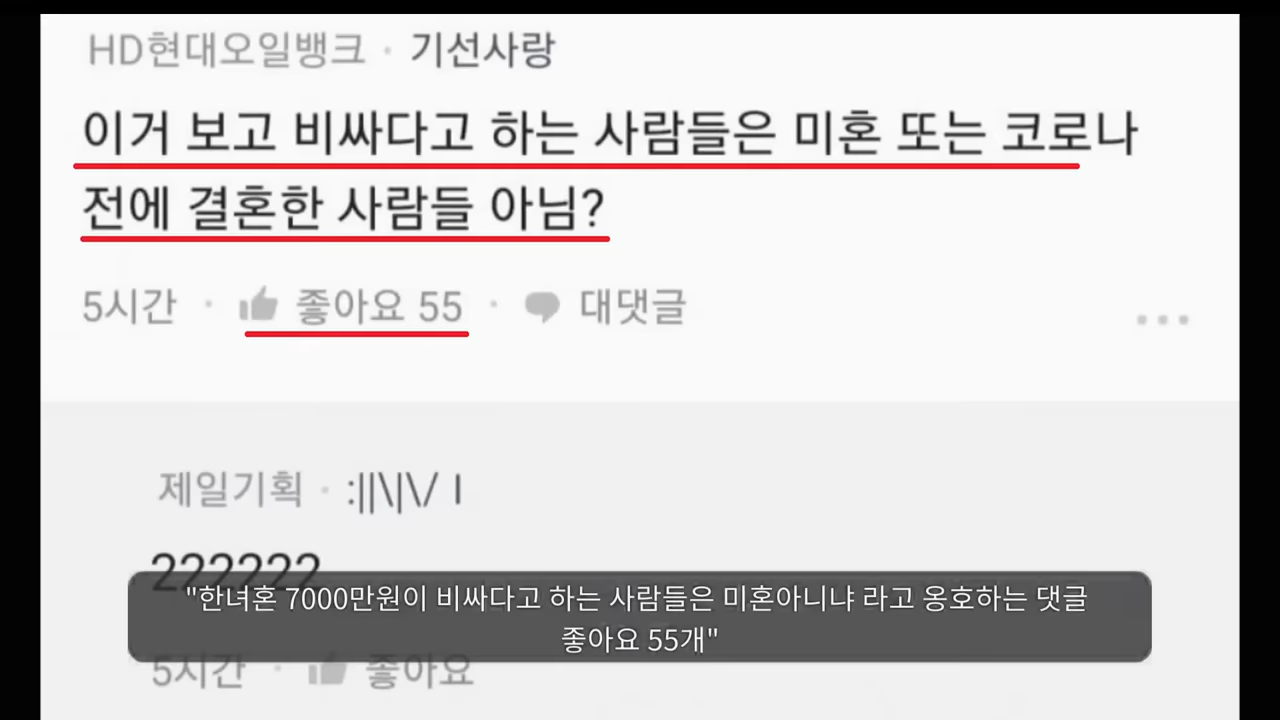 HD현대오일뱅크 · 기선사랑
이거 보고 비싸다고 하는 사람들은 미혼 또는 코로나
전에 결혼한 사람들 아님?
5시간 · 좋아요 55 · 대댓글
제일기획 · :||\|\/ I
222222
"한녀혼 7000만원이 비싸다고 하는 사람들은 미혼아니냐 라고 옹호하는 댓글
좋아요 55개"
5시간 · 좋아요